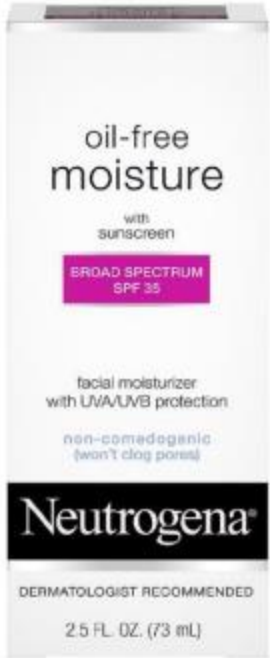 oil-free
moisture
with
sunscreen
BROAD SPECTRUM
SPF 35
facial moisturizer
with UVA/UVB protection
non-comedogenic
(won't clog pores)
Neutrogena®
DERMATOLOGIST RECOMMENDED
2.5 FL. OZ. (73 mL)